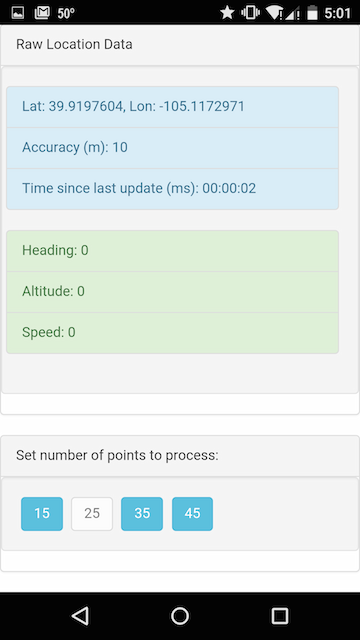 50° 5:01
Raw Location Data
Lat: 39.9197604, Lon: -105.1172971
Accuracy (m): 10
Time since last update (ms): 00:00:02
Heading: 0
Altitude: 0
Speed: 0
Set number of points to process:
15 25 35 45